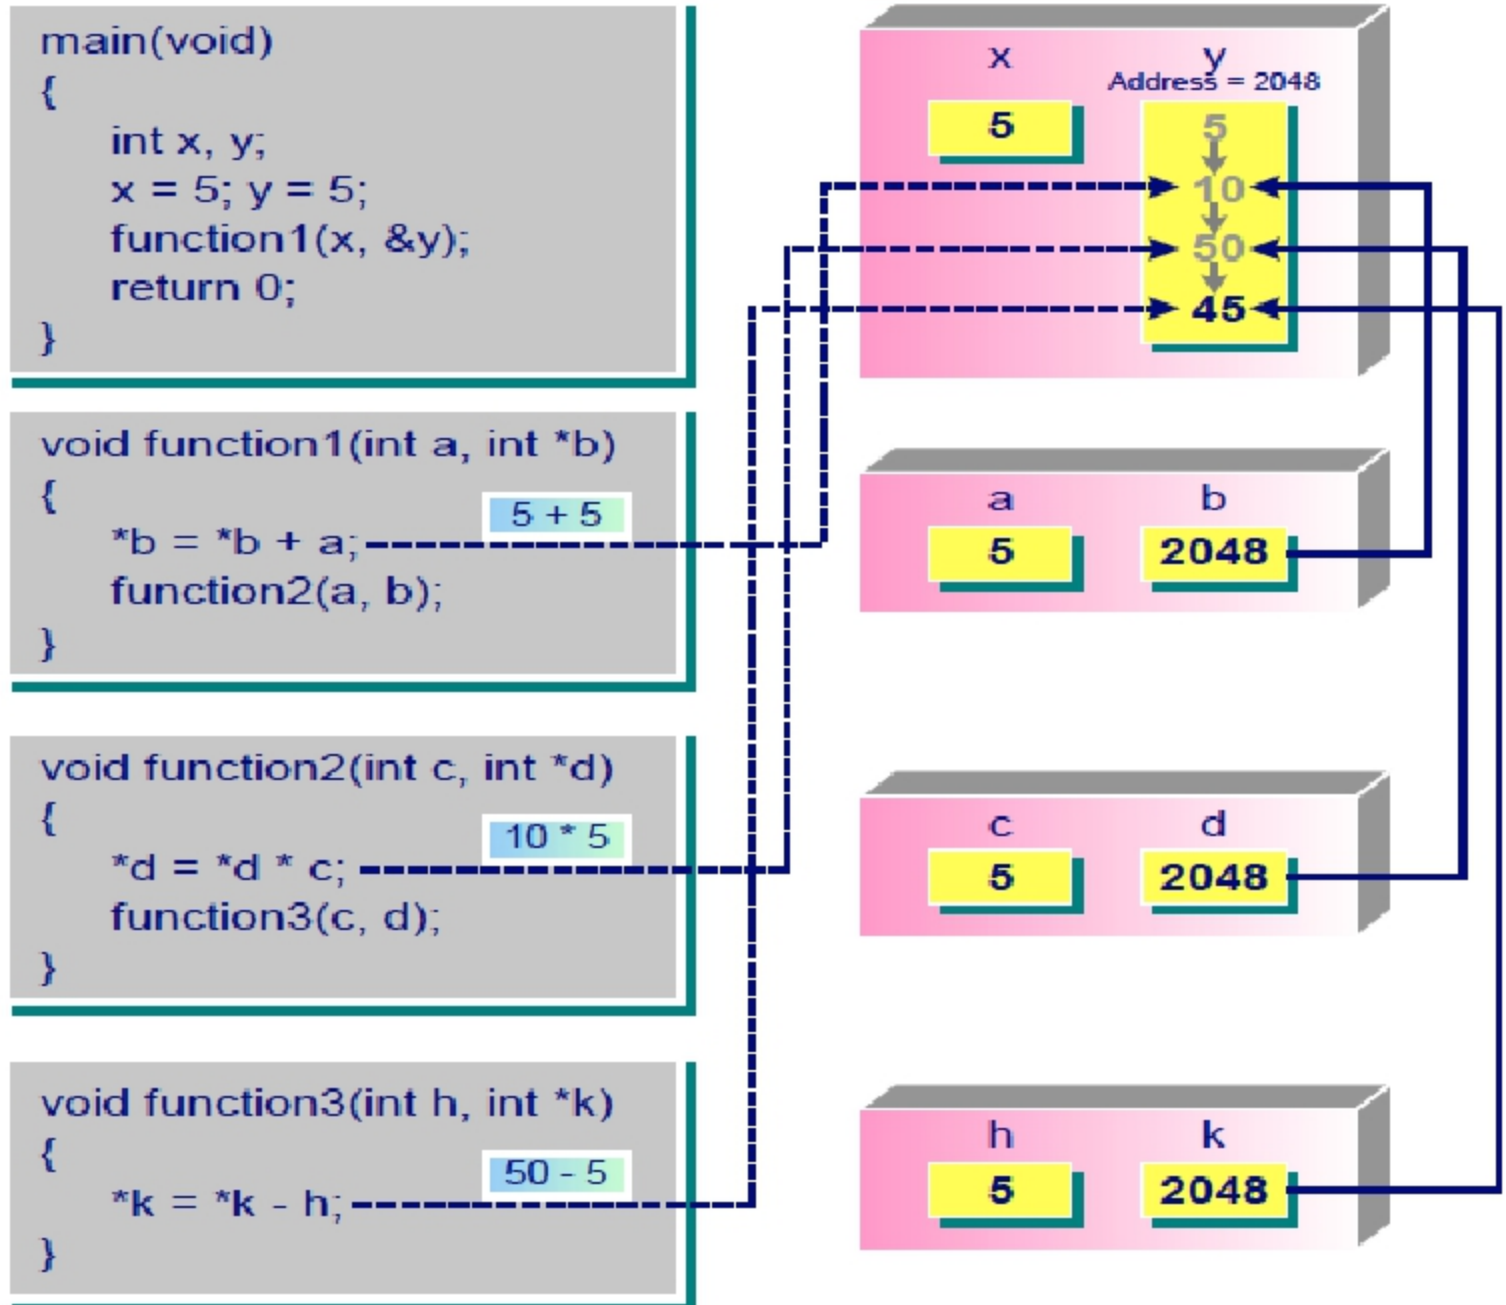 main(void)
{
int x, y;
x = 5; y = 5;
function1(x, &y);
return 0;
}
x y
Address = 2048
5 5
10
50
45
void function1(int a, int *b)
{
5 + 5
*b = *b + a;
function2(a, b);
}
a b
5 2048
void function2(int c, int *d)
{
10 * 5
*d = *d * c;
function3(c, d);
}
c d
5 2048
void function3(int h, int *k)
{
50 - 5
*k = *k - h;
}
h k
5 2048